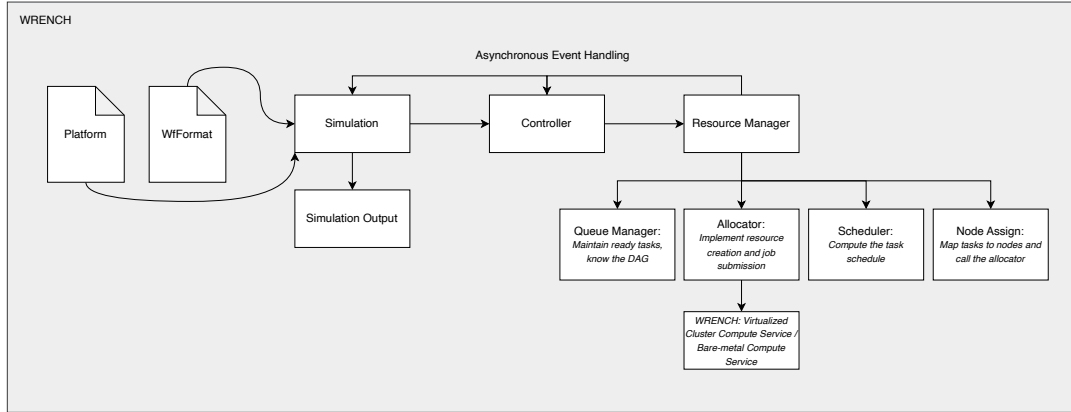 WRENCH
Asynchronous Event Handling
Platform
WfFormat
Simulation
Controller
Resource Manager
Simulation Output
Queue Manager:
Maintain ready tasks,
know the DAG
Allocator:
Implement resource
creation and job
submission
Scheduler:
Compute the task
schedule
Node Assign:
Map tasks to nodes and
call the allocator
WRENCH: Virtualized
Cluster Compute Service /
Bare-metal Compute
Service